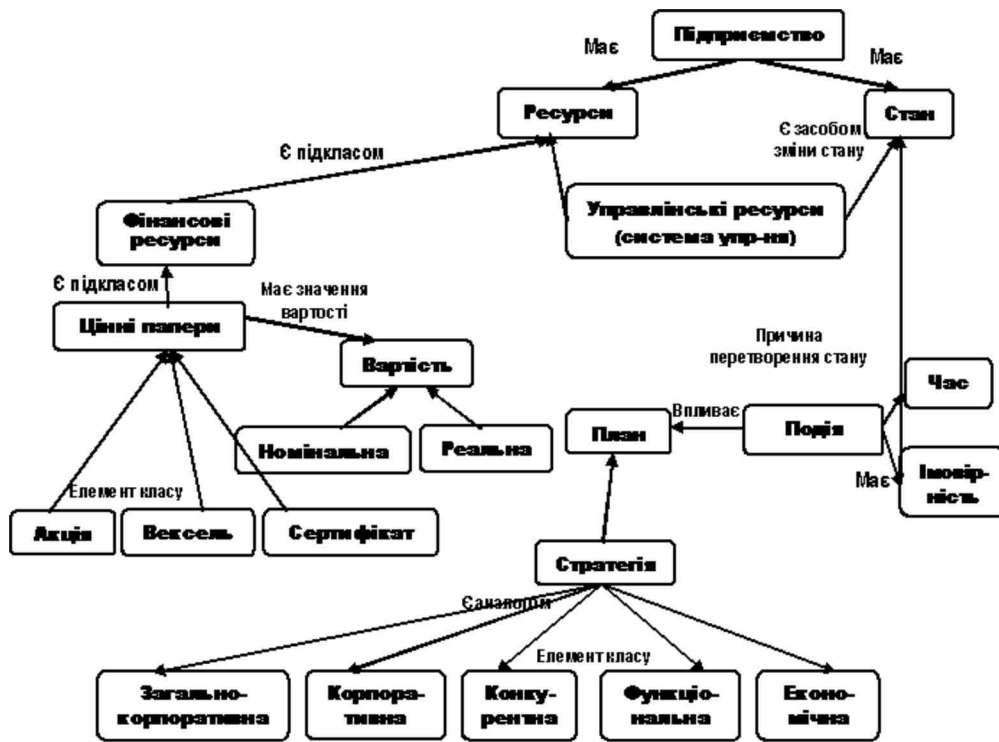 Підприємство
Має
Має
Ресурси
Стан
Є засобом
зміни стану
Є підкласом
Управлінські ресурси
(система упр-ня)
Фінансові
ресурси
Є підкласом
Має значення
вартості
Цінні папери
Причина
перетворення стану
Вартість
Час
Впливає
План
Подія
Номінальна
Реальна
Має
Імовір-
ність
Елемент класу
Акція
Вексель
Сертифікат
Стратегія
Є аналогом
Елемент класу
Загально-
корпоративна
Корпора-
тивна
Конку-
рентна
Функціо-
нальна
Еконо-
мічна